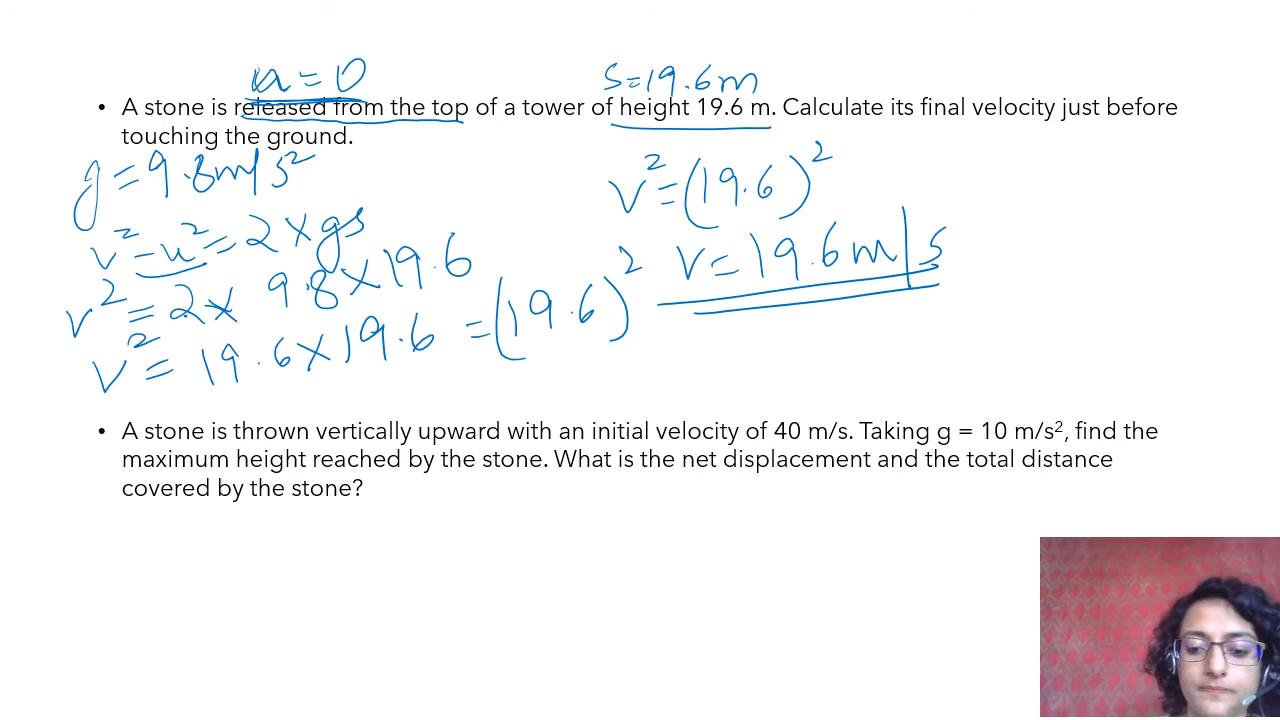 u = 0
s=19.6m
• A stone is released from the top of a tower of height 19.6 m. Calculate its final velocity just before
touching the ground.
g = 9.8m/s²
v² = (19.6)²
v² - u² = 2 × gs
v = 19.6 m/s
v² = 2 × 9.8 × 19.6
v² = 19.6 × 19.6 = (19.6)²
• A stone is thrown vertically upward with an initial velocity of 40 m/s. Taking g = 10 m/s², find the
maximum height reached by the stone. What is the net displacement and the total distance
covered by the stone?